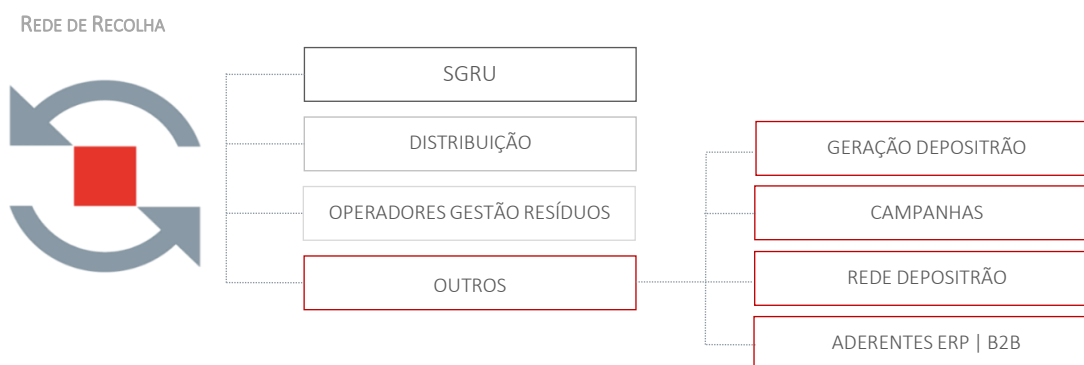 REDE DE RECOLHA
SGRU
DISTRIBUIÇÃO
OPERADORES GESTÃO RESÍDUOS
OUTROS
GERAÇÃO DEPOSITRÃO
CAMPANHAS
REDE DEPOSITRÃO
ADERENTES ERP | B2B